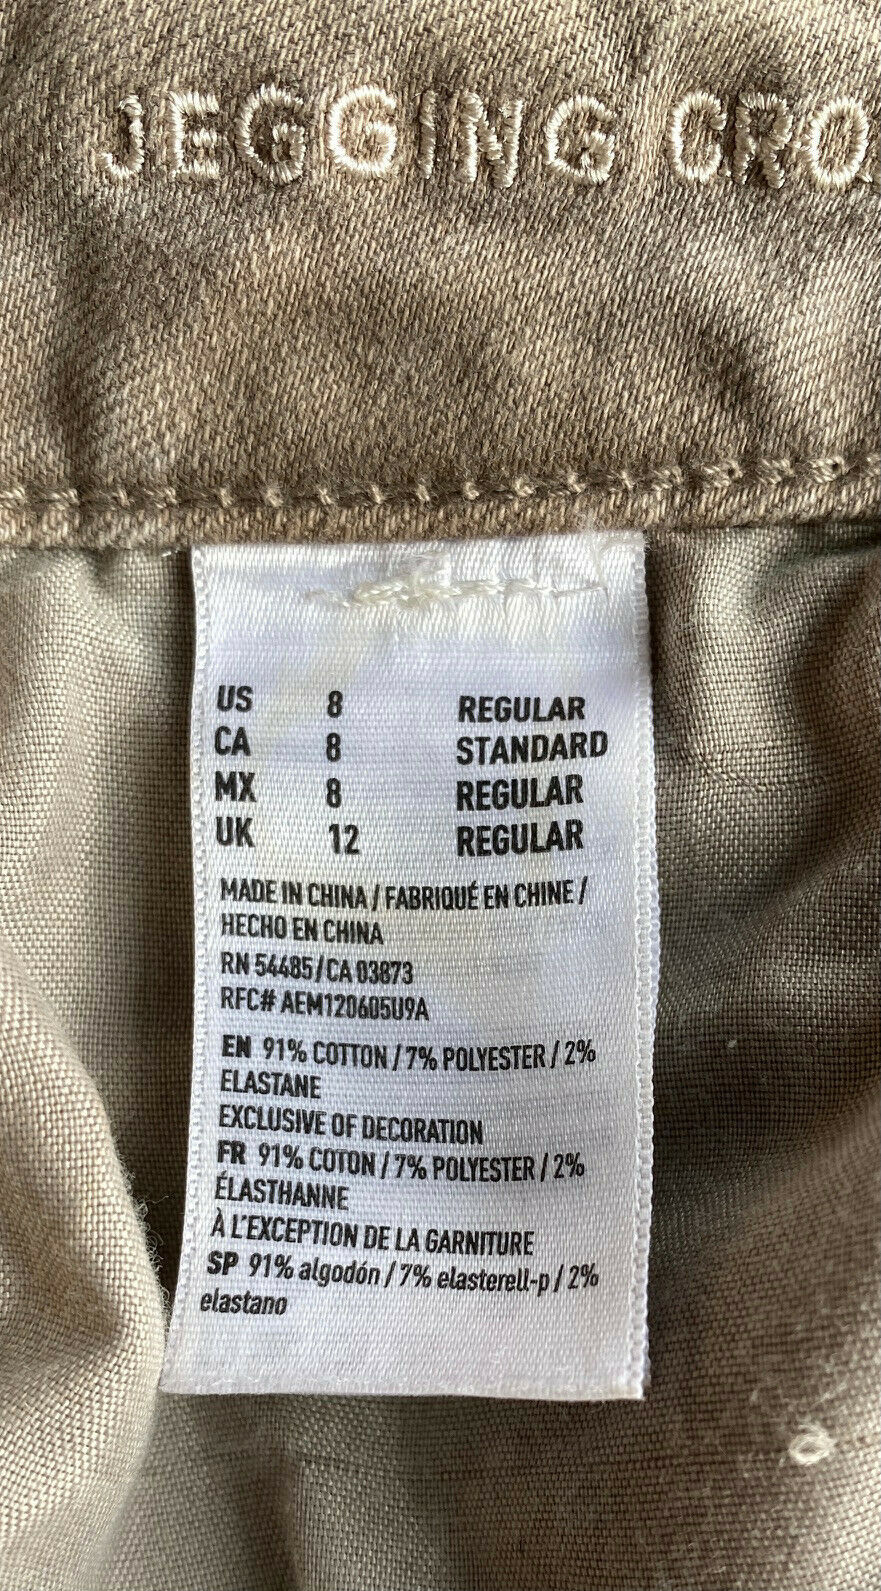 JEGGING CRO
US 8 REGULAR
CA 8 STANDARD
MX 8 REGULAR
UK 12 REGULAR
MADE IN CHINA / FABRIQUÉ EN CHINE /
HECHO EN CHINA
RN 54485/CA 03873
RFC# AEM120605U9A
EN 91% COTTON / 7% POLYESTER / 2%
ELASTANE
EXCLUSIVE OF DECORATION
FR 91% COTON / 7% POLYESTER / 2%
ÉLASTHANNE
À L'EXCEPTION DE LA GARNITURE
SP 91% algodón / 7% elasterell-p / 2%
elastano